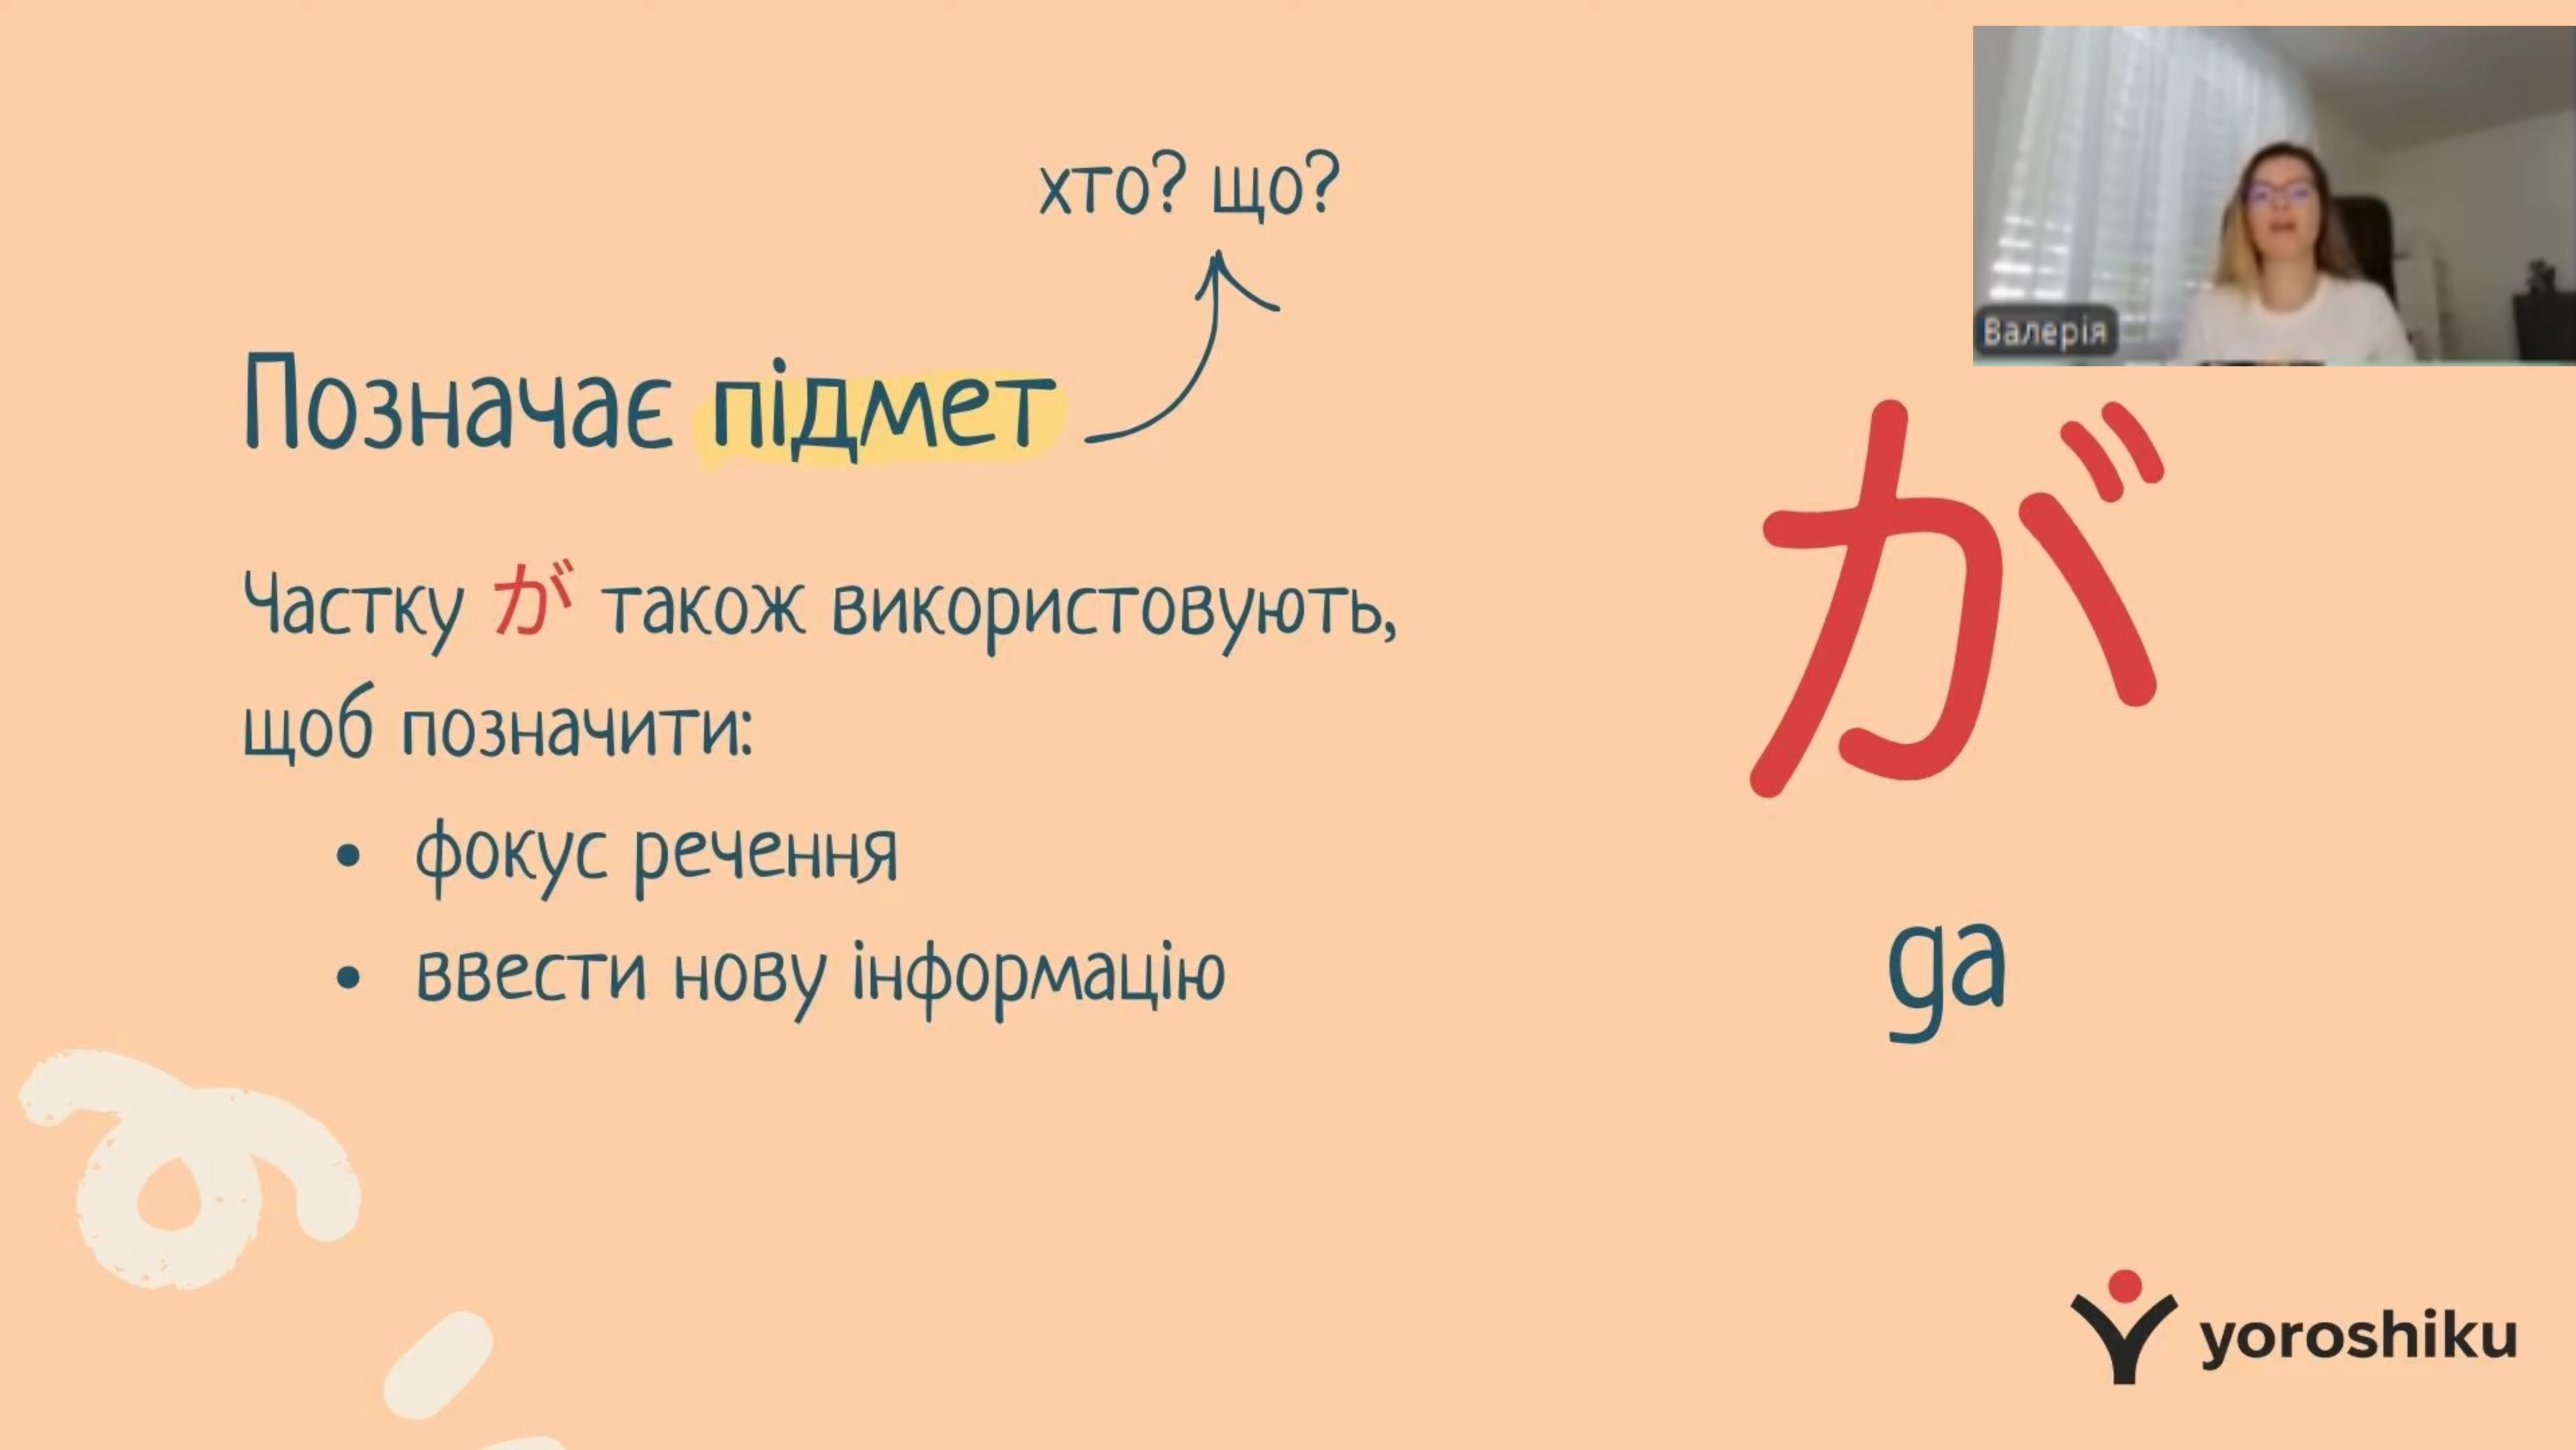 хто? що?
Валерія
Позначає підмет
Частку が також використовують,
щоб позначити:
• фокус речення
• ввести нову інформацію
が
ga
yoroshiku